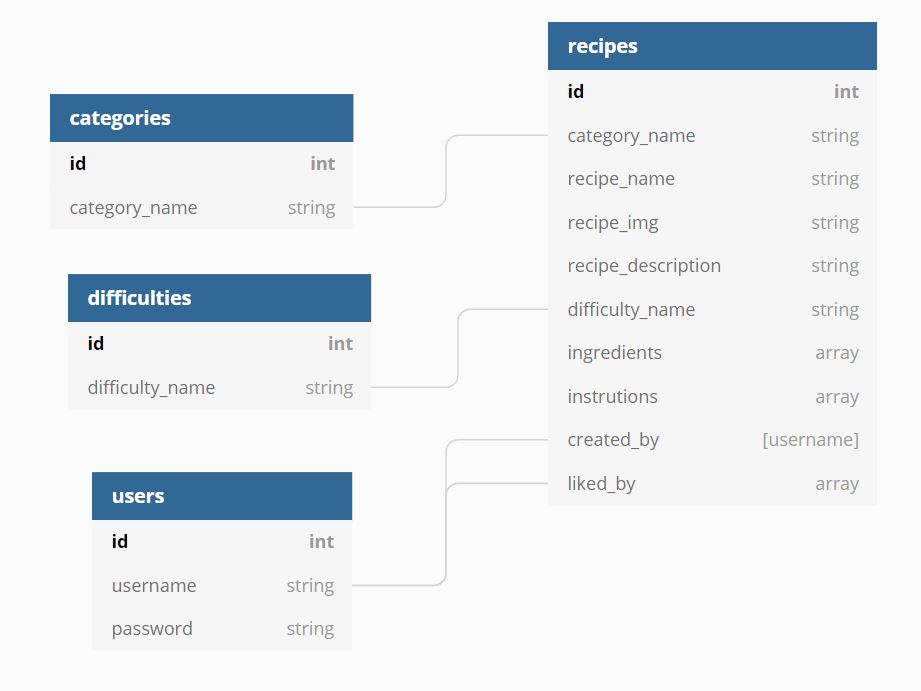 categories
id int
category_name string
difficulties
id int
difficulty_name string
users
id int
username string
password string
recipes
id int
category_name string
recipe_name string
recipe_img string
recipe_description string
difficulty_name string
ingredients array
instrutions array
created_by [username]
liked_by array